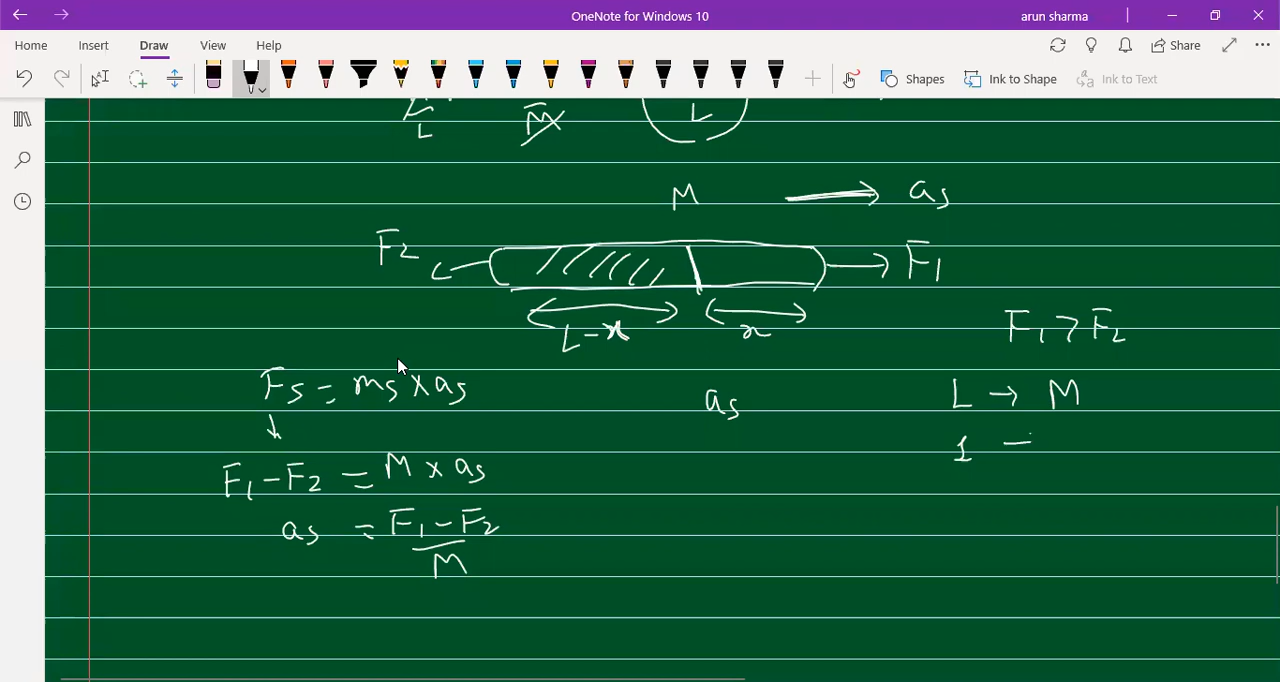 OneNote for Windows 10
arun sharma
Home Insert Draw View Help
Share
Shapes
Ink to Shape
Ink to Text
L
M
L
M
as
F2
F1
L-x
x
F1 > F2
Fs = ms × as
as
L → M
1 —
↓
F1 - F2 = M × as
as = F1 - F2
M